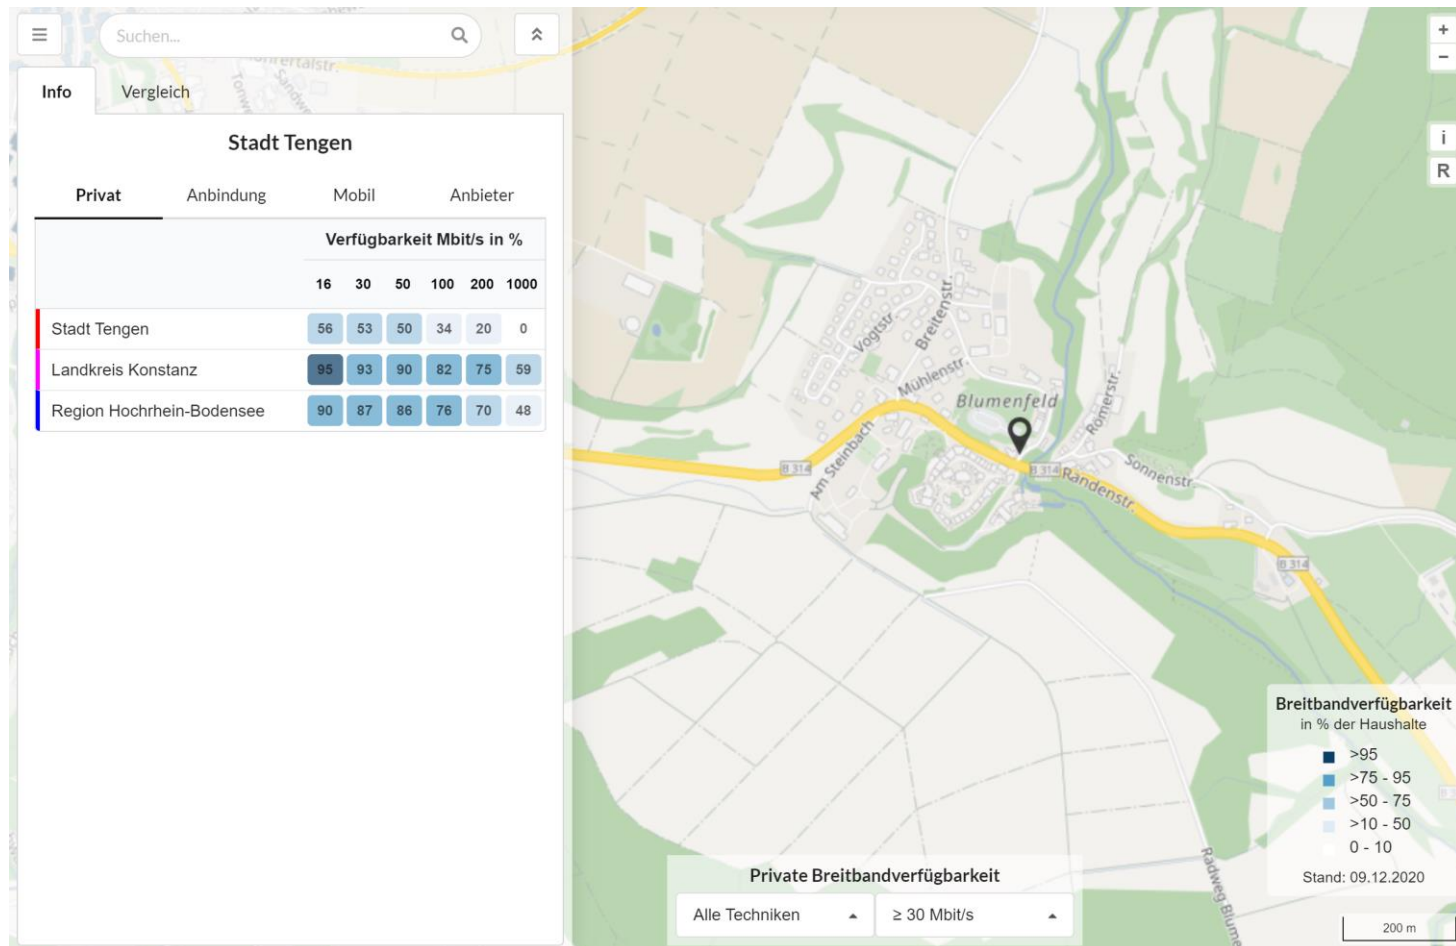 Suchen...
Info
Vergleich
Stadt Tengen
Privat Anbindung Mobil Anbieter
Verfügbarkeit Mbit/s in %
16 30 50 100 200 1000
Stadt Tengen 56 53 50 34 20 0
Landkreis Konstanz 95 93 90 82 75 59
Region Hochrhein-Bodensee 90 87 86 76 70 48
+
−
i
R
Vogtstr.
Breitenstr.
Mühlenstr.
Blumenfeld
Römerstr.
Am Steinbach
B 314
B 314
Randenstr.
Sonnenstr.
B 314
Radweg Blume
Breitbandverfügbarkeit
in % der Haushalte
>95
>75 - 95
>50 - 75
>10 - 50
0 - 10
Stand: 09.12.2020
200 m
Private Breitbandverfügbarkeit
Alle Techniken
≥ 30 Mbit/s